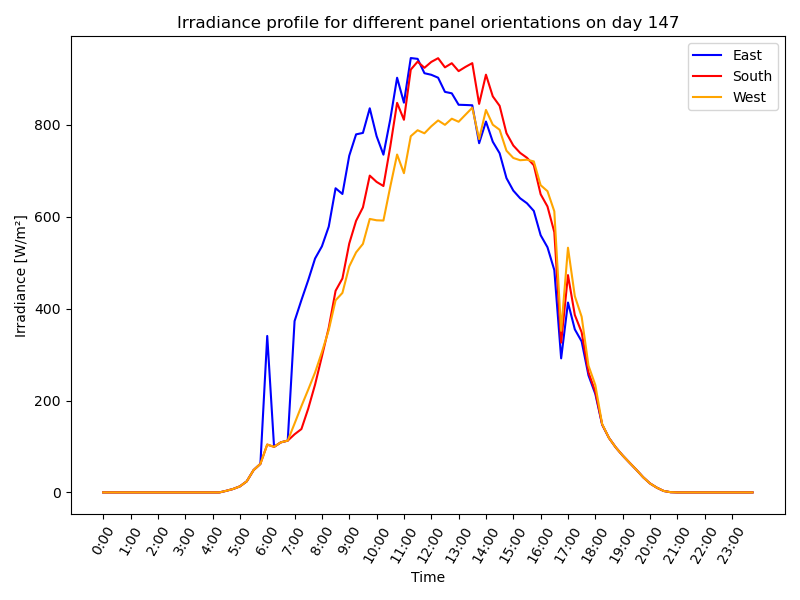 Irradiance profile for different panel orientations on day 147
East
South
West
Irradiance [W/m²]
800
600
400
200
0
0:00 1:00 2:00 3:00 4:00 5:00 6:00 7:00 8:00 9:00 10:00 11:00 12:00 13:00 14:00 15:00 16:00 17:00 18:00 19:00 20:00 21:00 22:00 23:00
Time